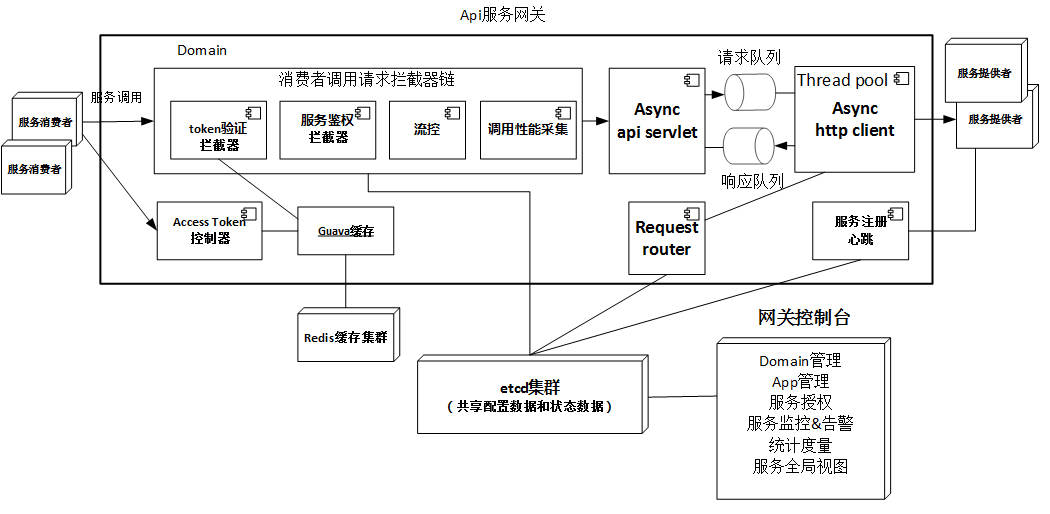 Api服务网关
Domain
消费者调用请求拦截器链
服务调用
服务消费者
服务消费者
token验证
拦截器
服务鉴权
拦截器
流控
调用性能采集
Async
api servlet
请求队列
响应队列
Thread pool
Async
http client
服务提供者
服务提供者
Access Token
控制器
Guava缓存
Request
router
服务注册
心跳
Redis缓存集群
etcd集群
（共享配置数据和状态数据）
网关控制台
Domain管理
App管理
服务授权
服务监控&告警
统计度量
服务全局视图